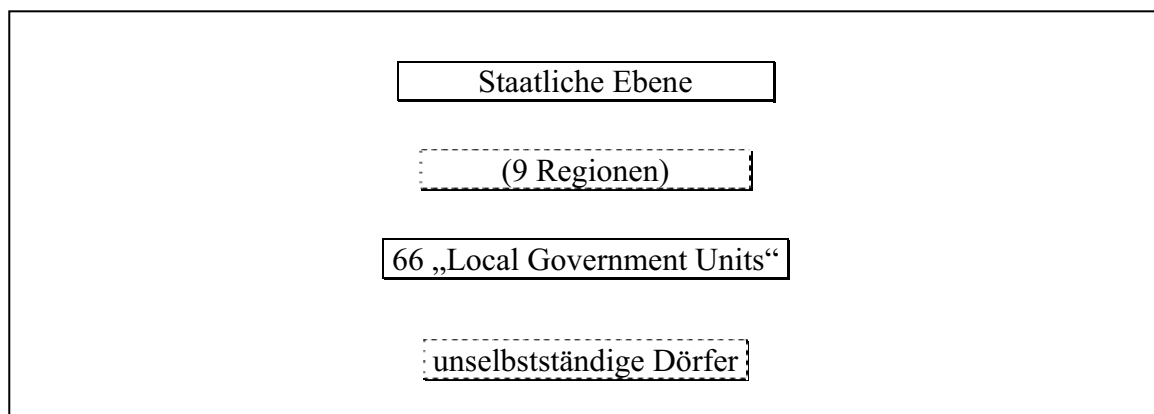 Staatliche Ebene
(9 Regionen)
66 „Local Government Units“
unselbstständige Dörfer